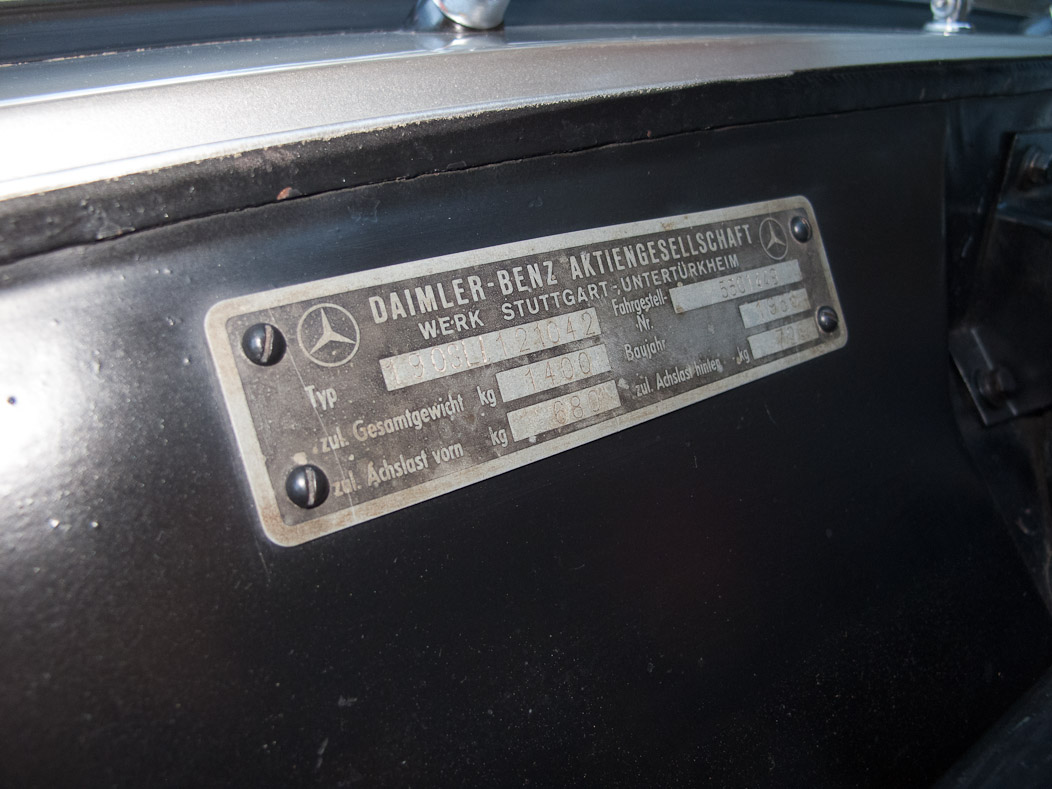 DAIMLER-BENZ AKTIENGESELLSCHAFT
WERK STUTTGART-UNTERTÜRKHEIM
Typ 121042 Fahrgestell-Nr.
zul. Gesamtgewicht kg 1400 Baujahr
zul. Achslast vorn kg 680 zul. Achslast hinten kg